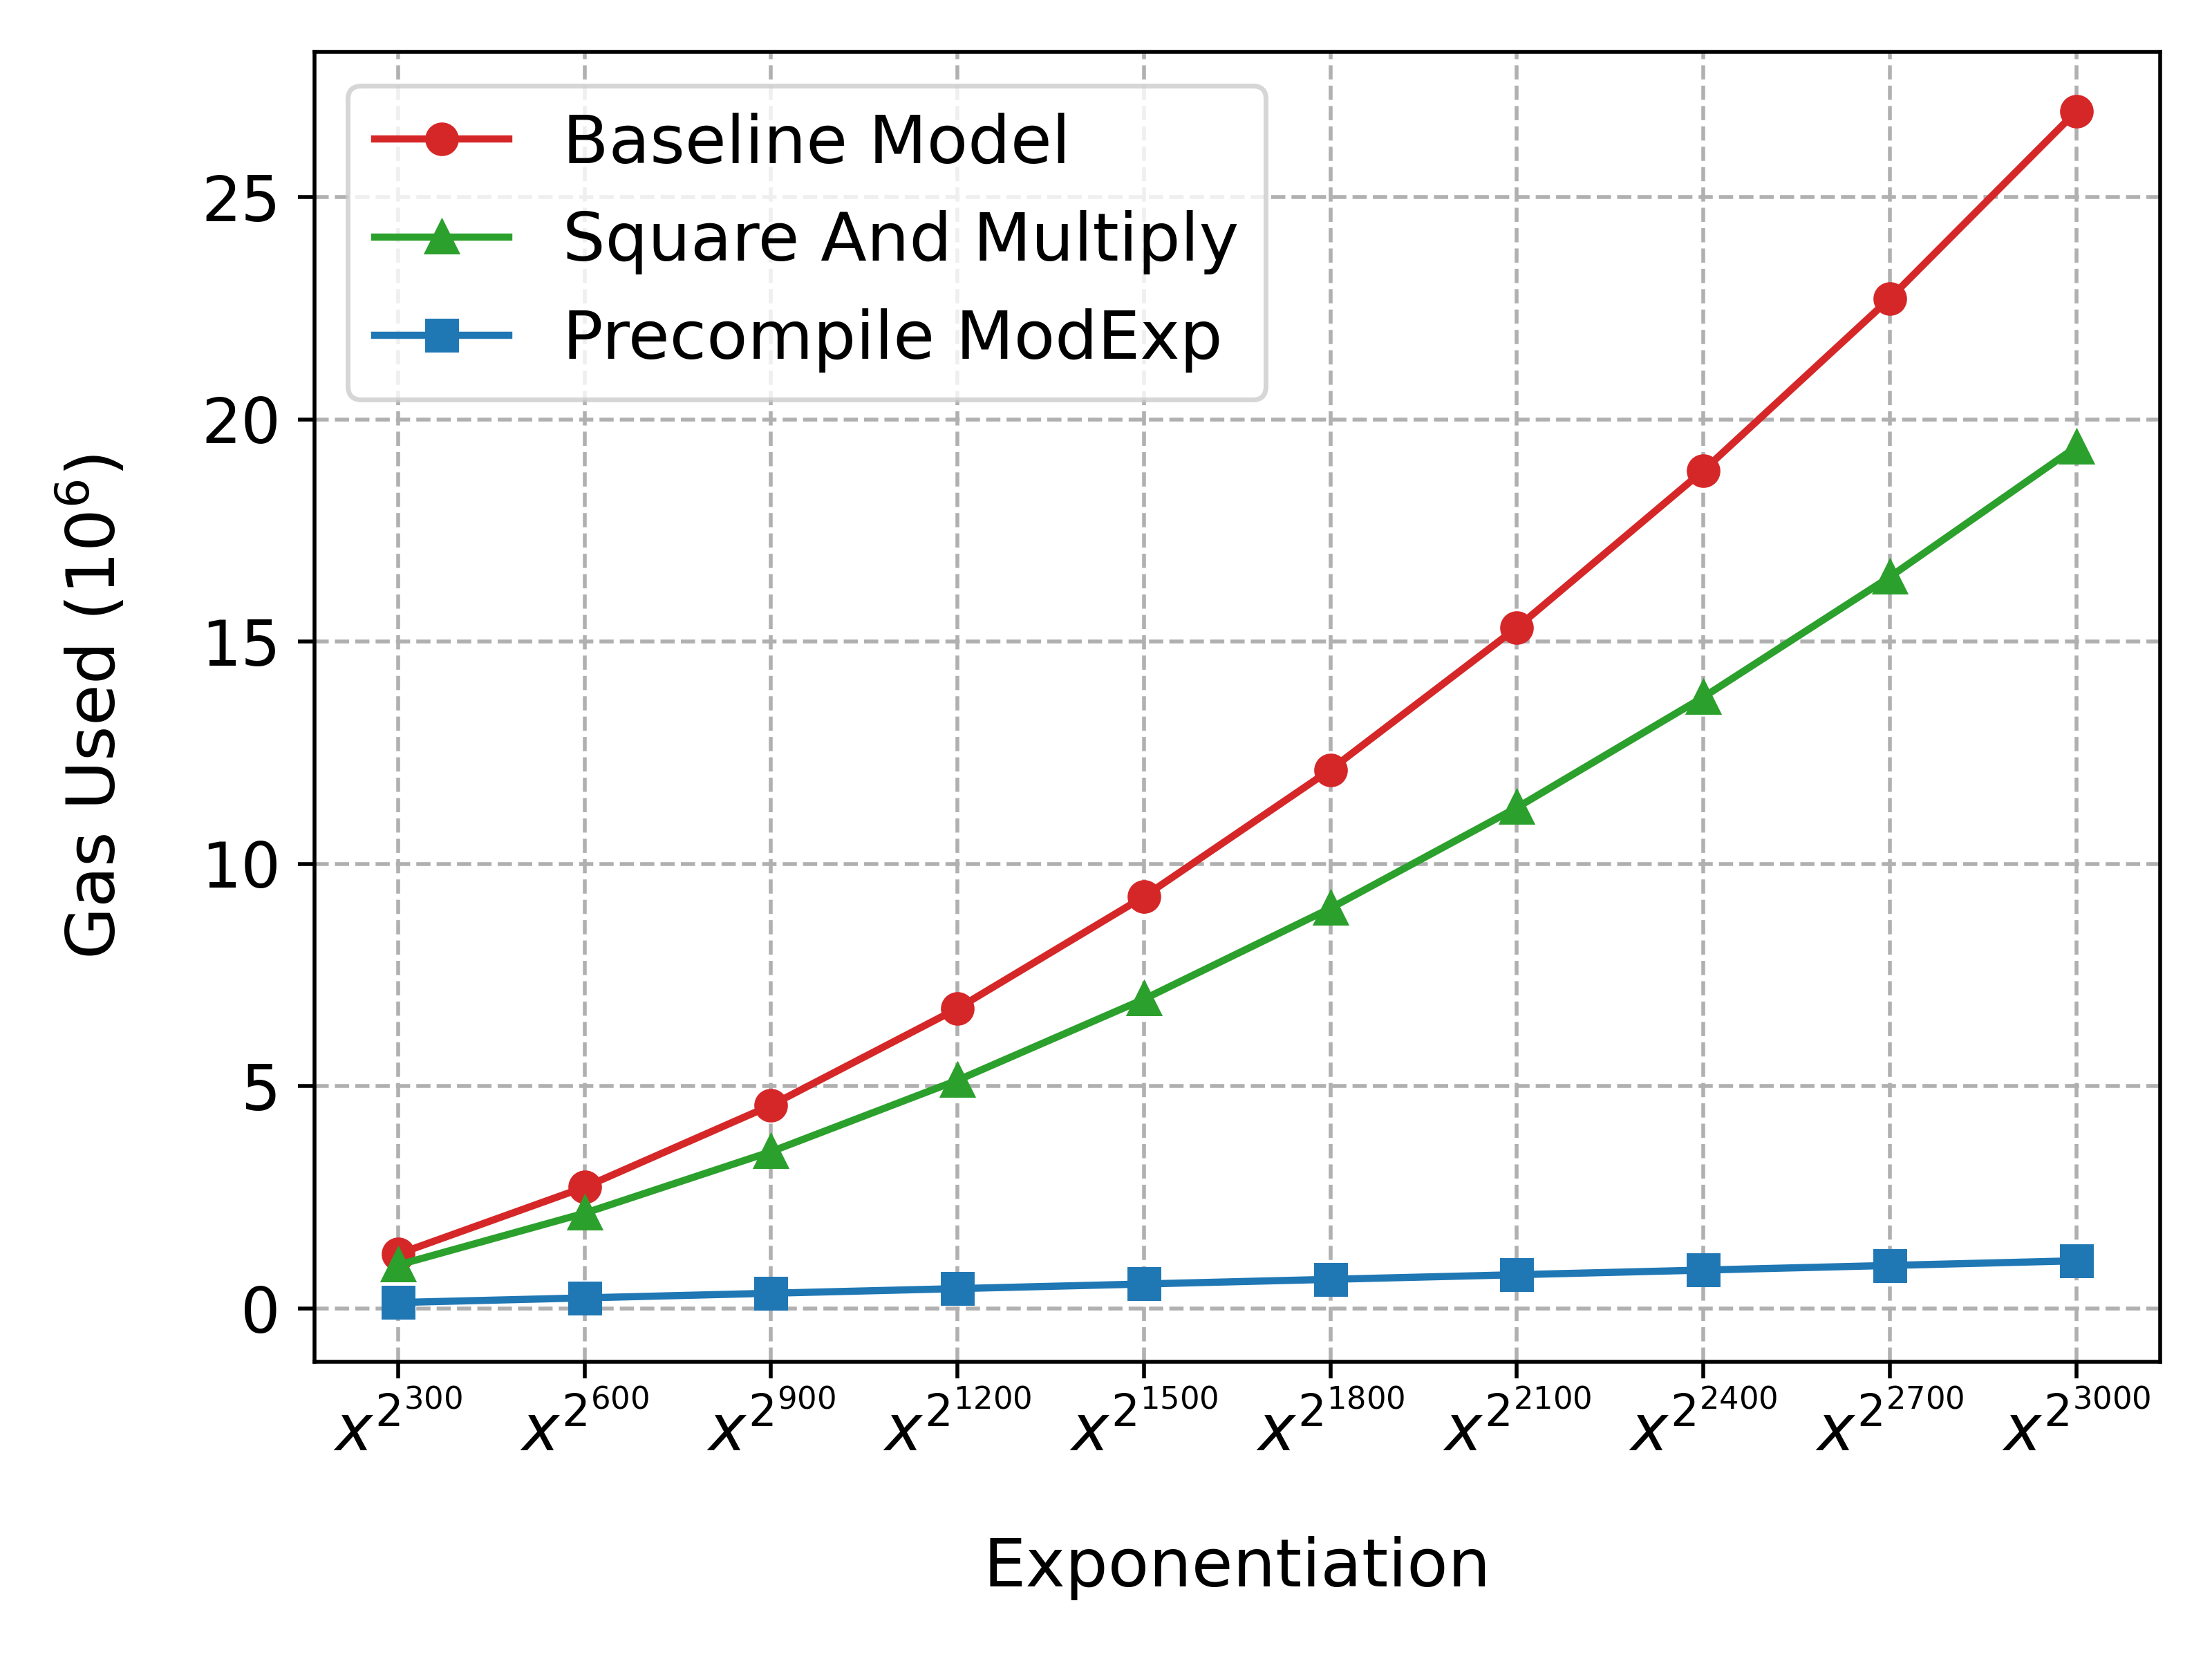 Baseline Model
Square And Multiply
Precompile ModExp
Gas Used (10⁶)
25
20
15
10
5
0
x^2^300 x^2^600 x^2^900 x^2^1200 x^2^1500 x^2^1800 x^2^2100 x^2^2400 x^2^2700 x^2^3000
Exponentiation